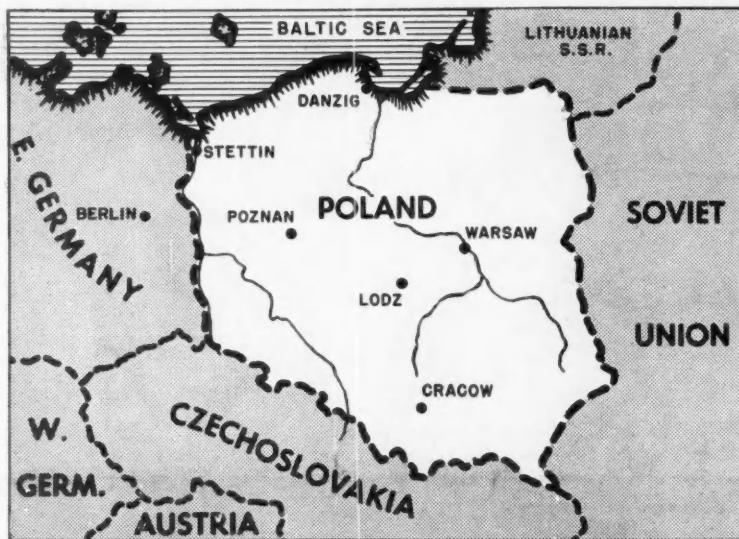 BALTIC SEA
LITHUANIAN
S.S.R.
DANZIG
STETTIN
E. GERMANY
BERLIN
POZNAN
POLAND
WARSAW
SOVIET
LODZ
UNION
CRACOW
CZECHOSLOVAKIA
W.
GERM.
AUSTRIA